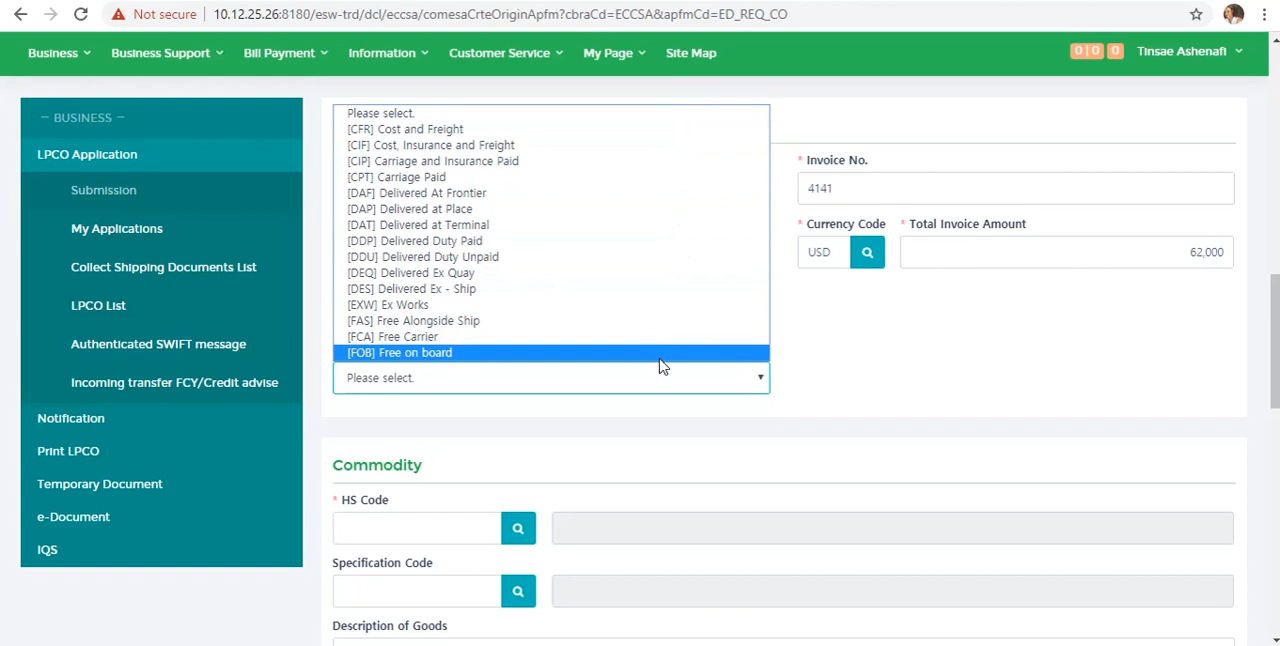 Not secure
10.12.25.26:8180/esw-trd/dcl/eccsa/comesaCrteOriginApfm?cbraCd=ECCSA&apfmCd=ED_REQ_CO
Business
Business Support
Bill Payment
Information
Customer Service
My Page
Site Map
0|0
0
Tinsae Ashenafi
─ BUSINESS ─
LPCO Application
Submission
My Applications
Collect Shipping Documents List
LPCO List
Authenticated SWIFT message
Incoming transfer FCY/Credit advise
Notification
Print LPCO
Temporary Document
e-Document
IQS
Please select.
[CFR] Cost and Freight
[CIF] Cost, Insurance and Freight
[CIP] Carriage and Insurance Paid
[CPT] Carriage Paid
[DAF] Delivered At Frontier
[DAP] Delivered at Place
[DAT] Delivered at Terminal
[DDP] Delivered Duty Paid
[DDU] Delivered Duty Unpaid
[DEQ] Delivered Ex Quay
[DES] Delivered Ex - Ship
[EXW] Ex Works
[FAS] Free Alongside Ship
[FCA] Free Carrier
[FOB] Free on board
Please select.
* Invoice No.
4141
* Currency Code
* Total Invoice Amount
USD
62,000
Commodity
* HS Code
Specification Code
Description of Goods